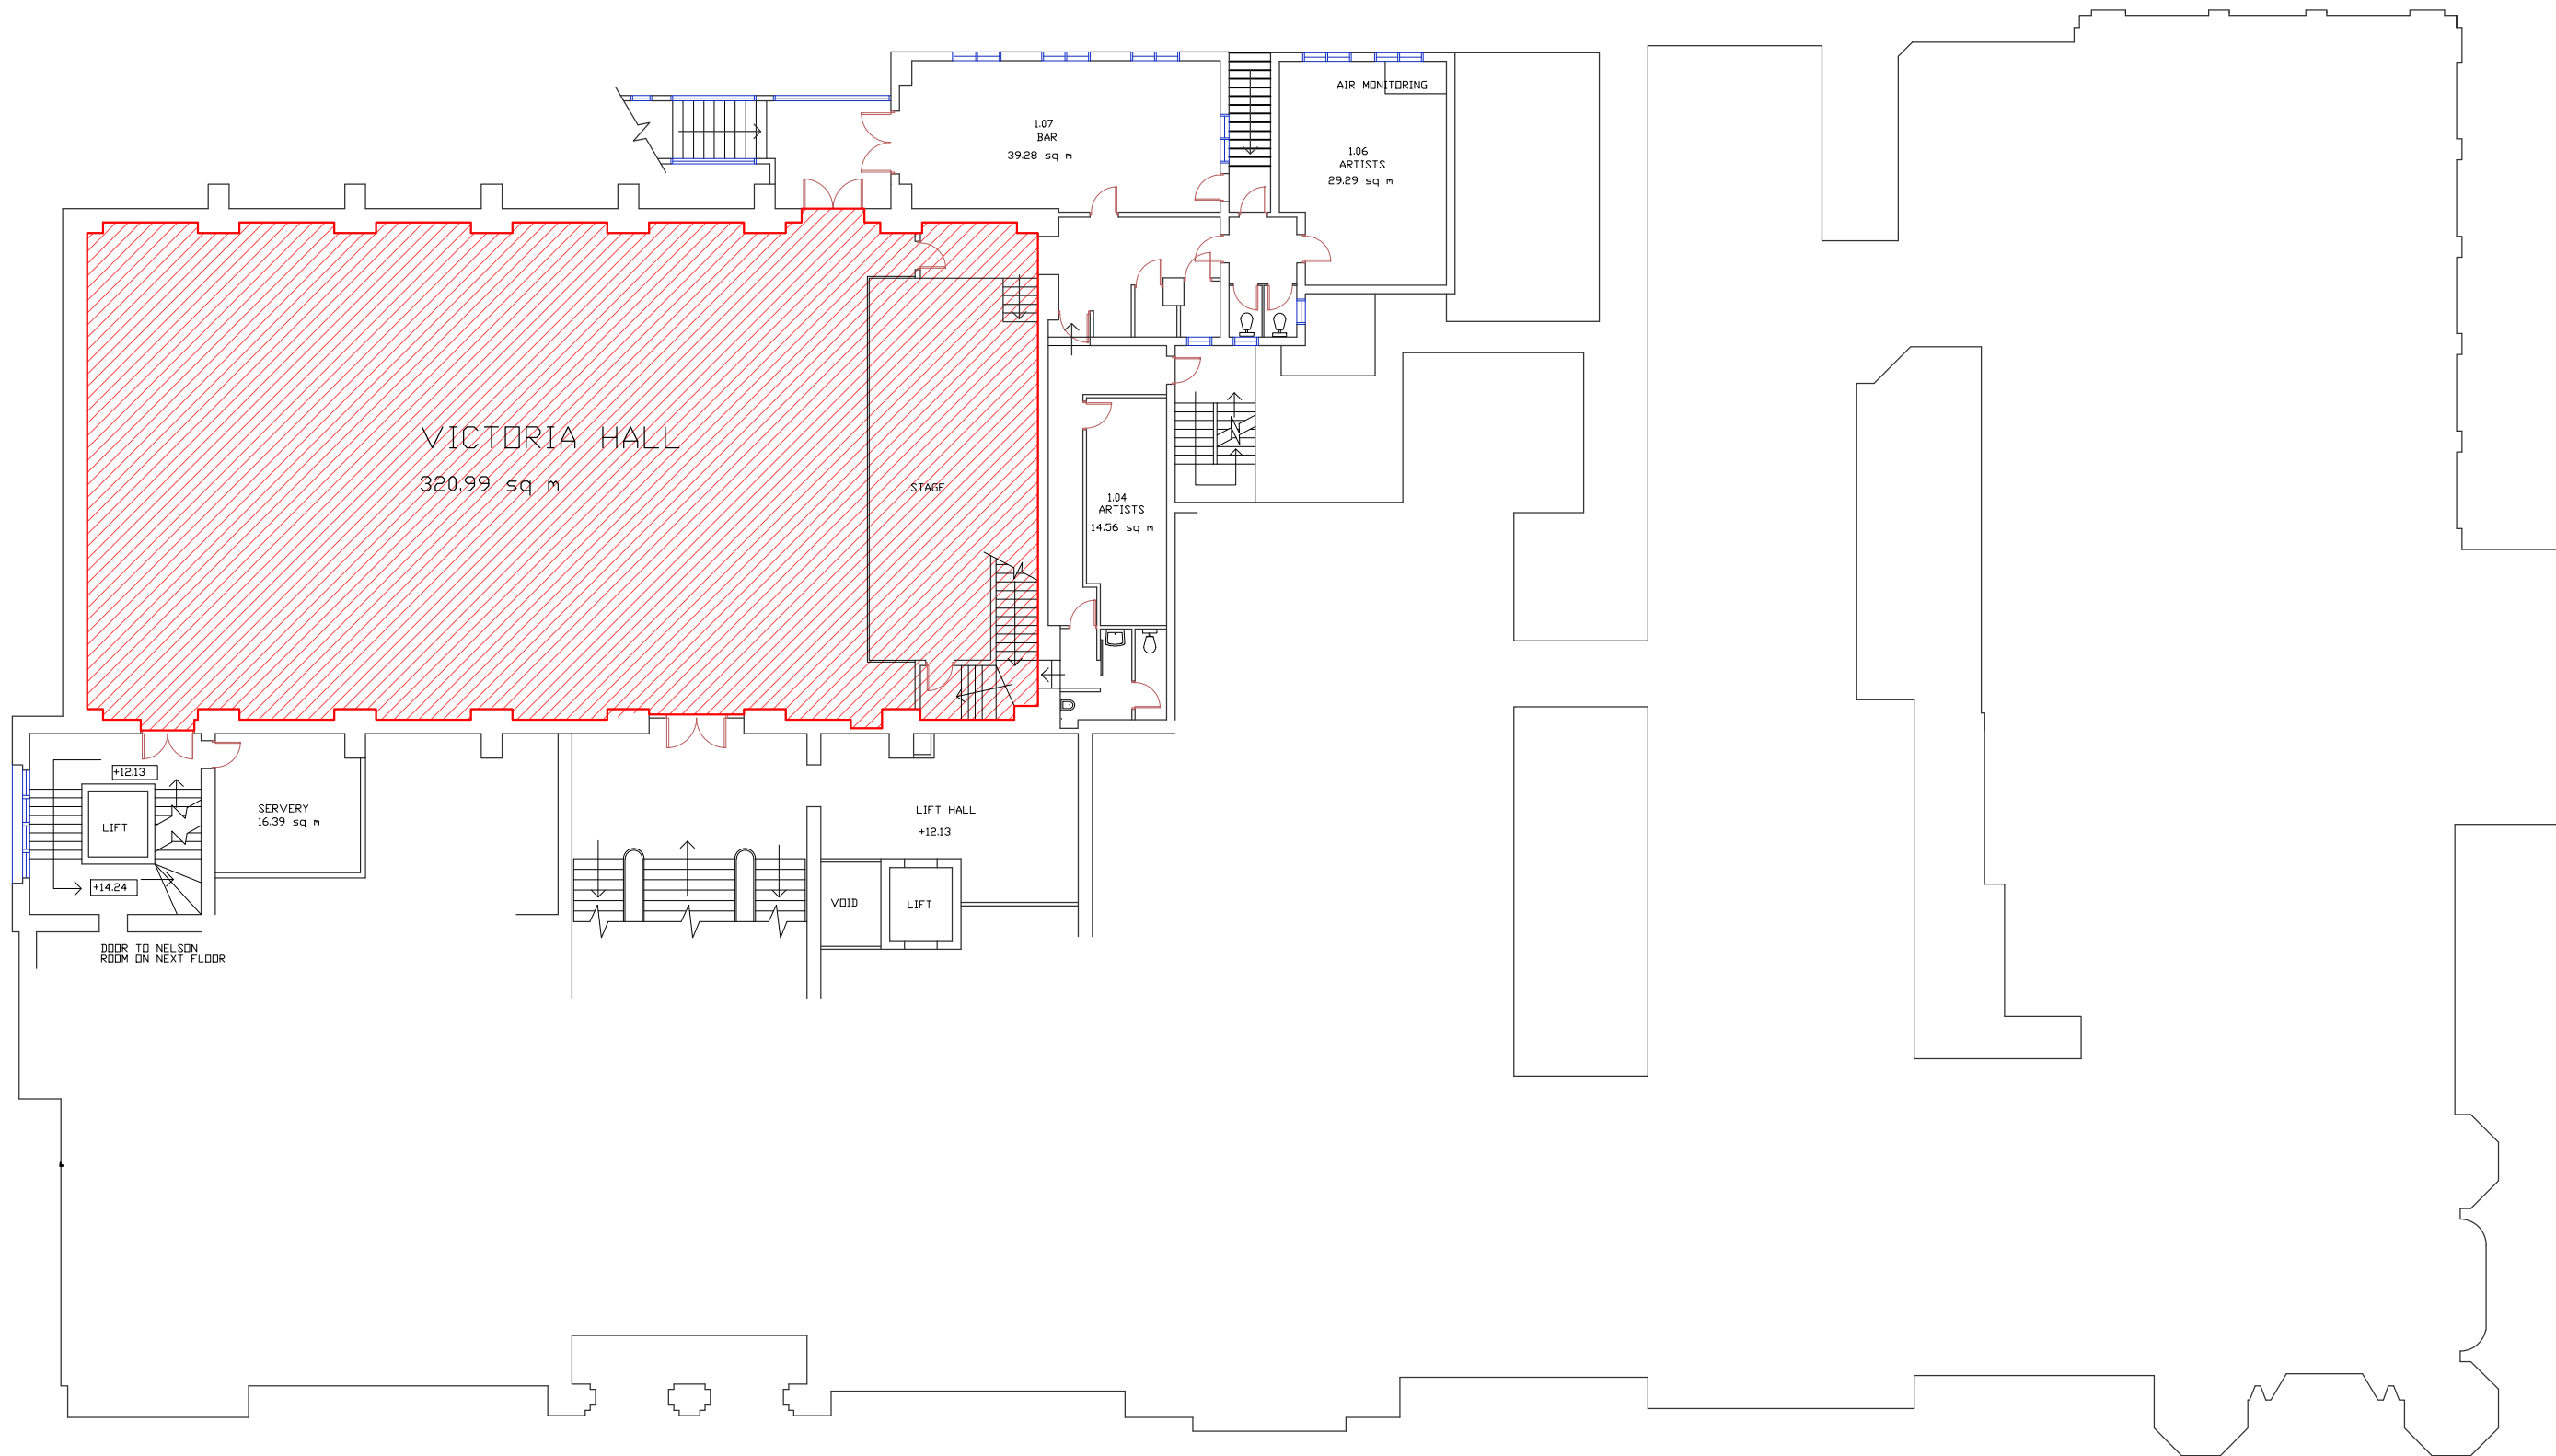 AIR MONITORING
1.07
BAR
39.28 sq m
1.06
ARTISTS
29.29 sq m
VICTORIA HALL
320.99 sq m
STAGE
1.04
ARTISTS
14.56 sq m
+12.13
SERVERY
16.39 sq m
LIFT
LIFT HALL
+12.13
+14.24
VOID
LIFT
DOOR TO NELSON
ROOM ON NEXT FLOOR